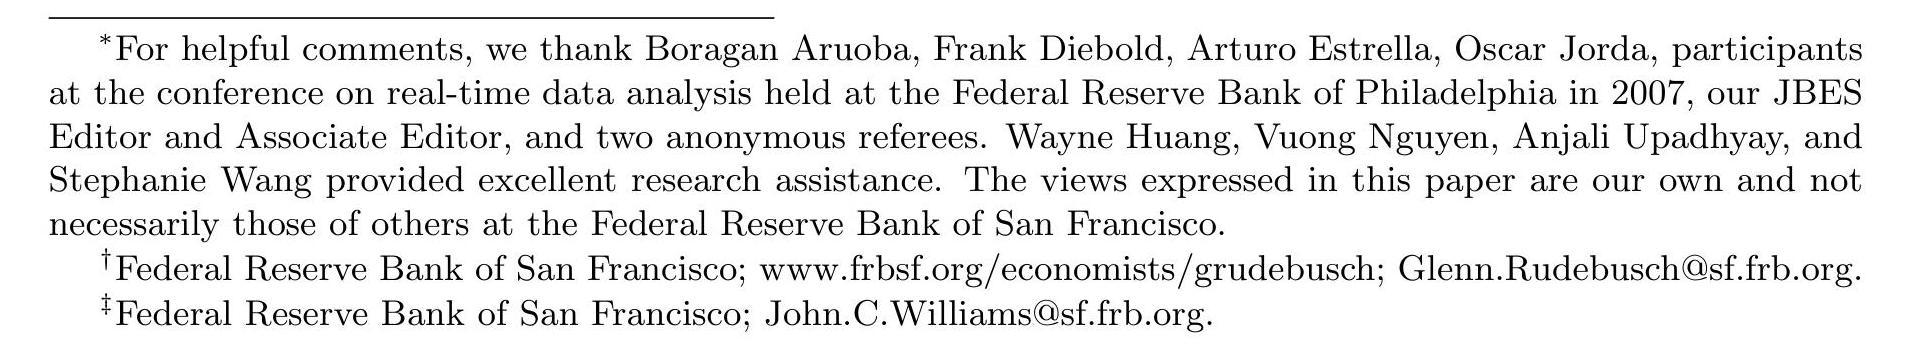 *For helpful comments, we thank Boragan Aruoba, Frank Diebold, Arturo Estrella, Oscar Jorda, participants
at the conference on real-time data analysis held at the Federal Reserve Bank of Philadelphia in 2007, our JBES
Editor and Associate Editor, and two anonymous referees. Wayne Huang, Vuong Nguyen, Anjali Upadhyay, and
Stephanie Wang provided excellent research assistance. The views expressed in this paper are our own and not
necessarily those of others at the Federal Reserve Bank of San Francisco.
†Federal Reserve Bank of San Francisco; www.frbsf.org/economists/grudebusch; Glenn.Rudebusch@sf.frb.org.
‡Federal Reserve Bank of San Francisco; John.C.Williams@sf.frb.org.